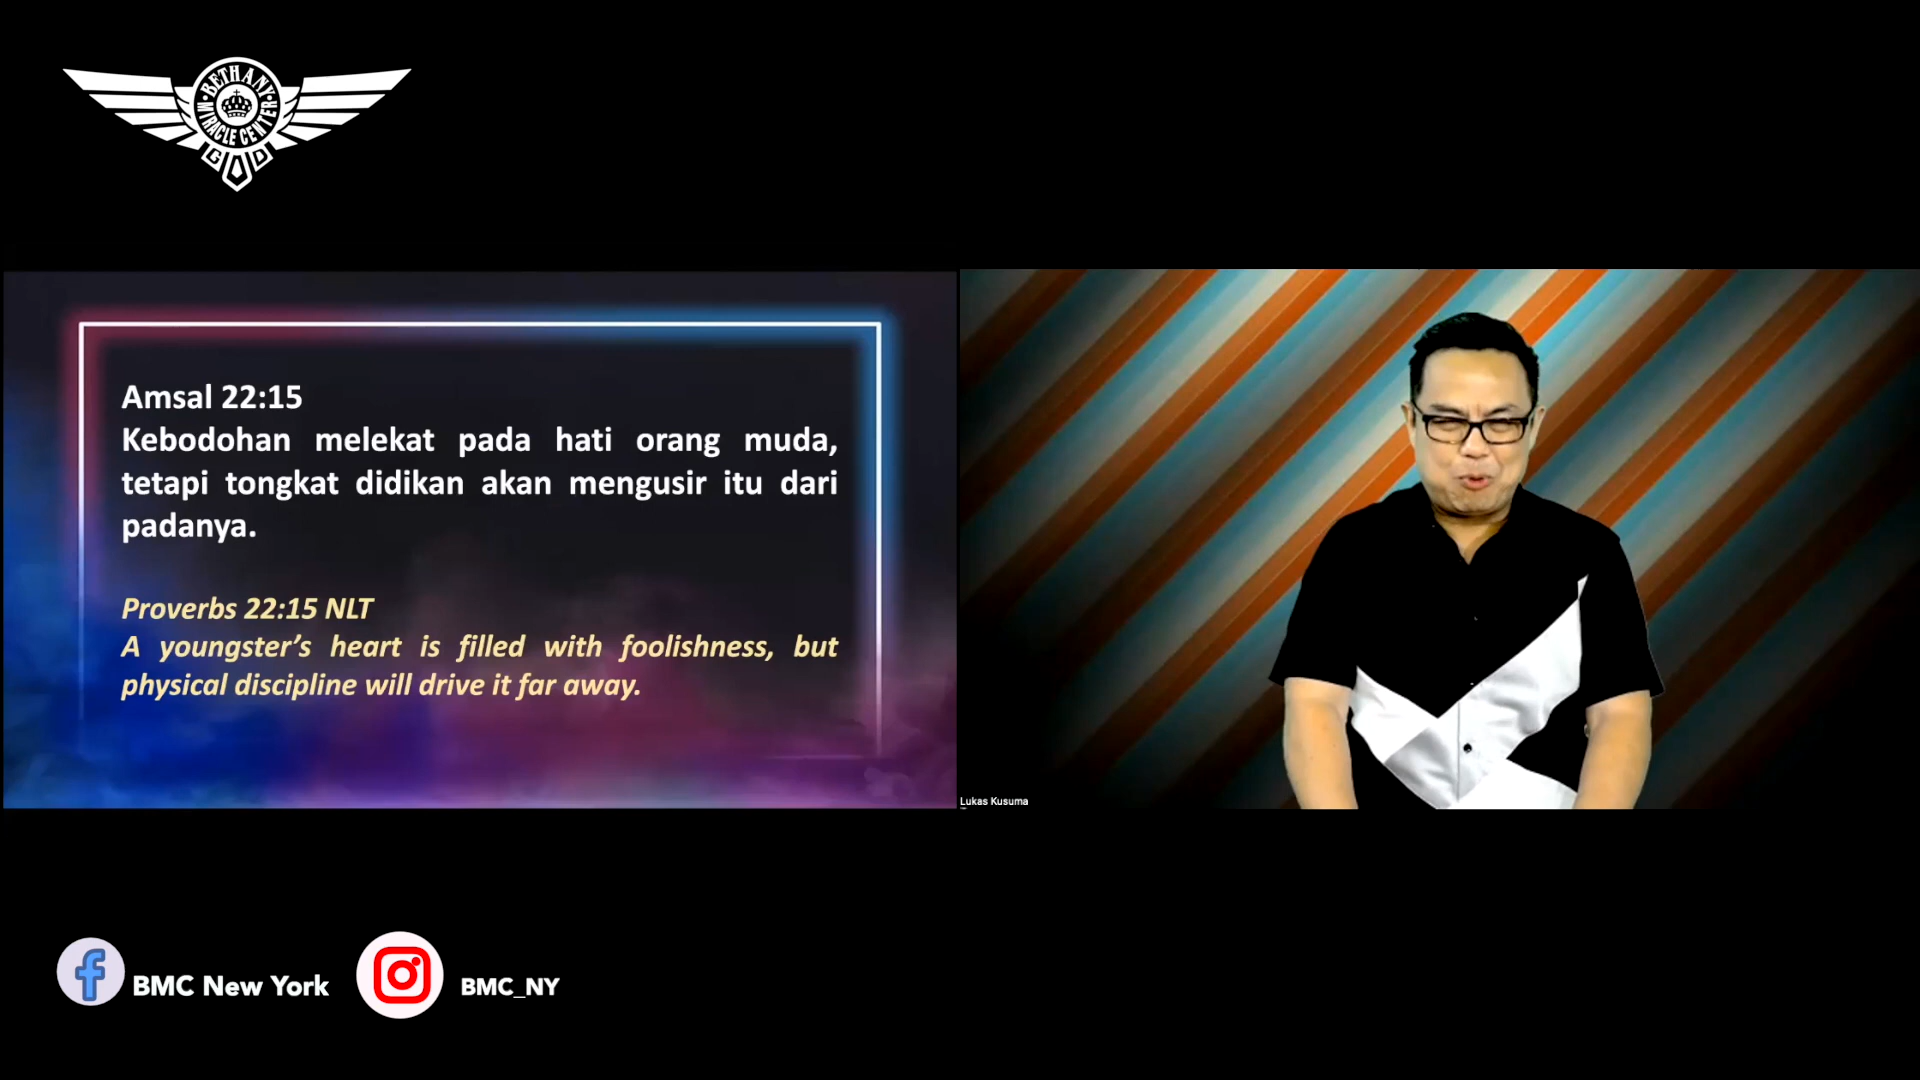 BETHANY
MIRACLE CENTER
Amsal 22:15
Kebodohan melekat pada hati orang muda,
tetapi tongkat didikan akan mengusir itu dari
padanya.
Proverbs 22:15 NLT
A youngster's heart is filled with foolishness, but
physical discipline will drive it far away.
Lukas Kusuma
BMC New York
BMC_NY